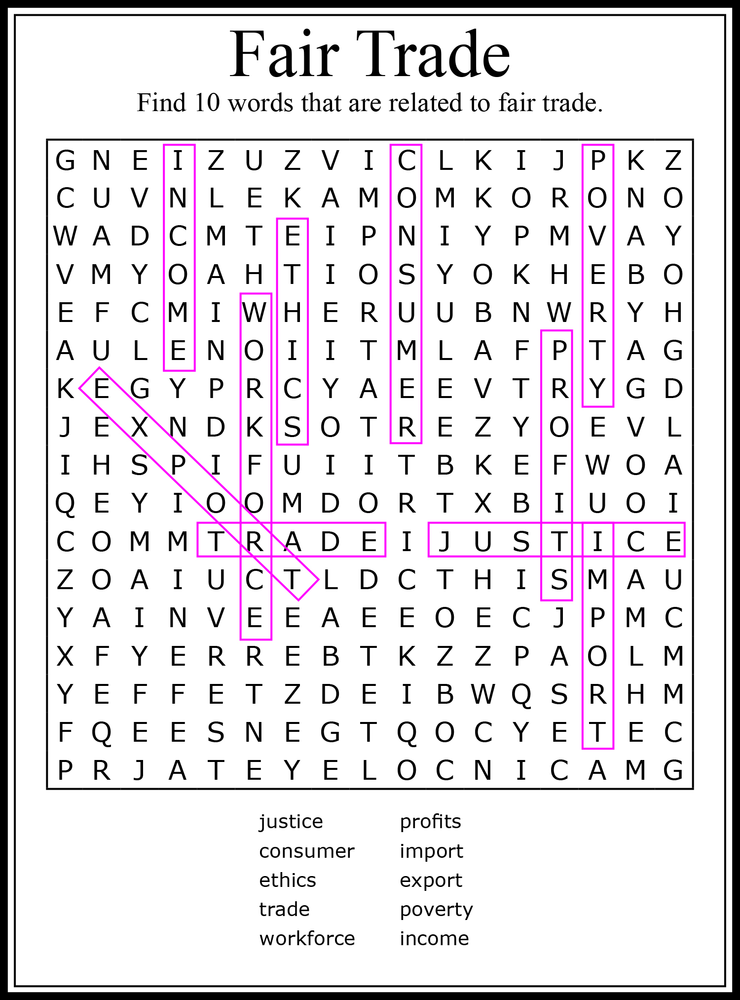 Fair Trade
Find 10 words that are related to fair trade.
G N E I Z U Z V I C L K I J P K Z
C U V N L E K A M O M K O R O N O
W A D C M T E I P N I Y P M V A Y
V M Y O A H T I O S Y O K H E B O
E F C M I W H E R U U B N W R Y H
A U L E N O I I T M L A F P T A G
K E G Y P R C Y A E E V T R Y G D
J E X N D K S O T R E Z Y O E V L
I H S P I F U I I T B K E F W O A
Q E Y I O O M D O R T X B I U O I
C O M M T R A D E I J U S T I C E
Z O A I U C T L D C T H I S M A U
Y A I N V E E A E E O E C J P M C
X F Y E R R E B T K Z Z P A O L M
Y E F F E T Z D E I B W Q S R H M
F Q E E S N E G T Q O C Y E T E C
P R J A T E Y E L O C N I C A M G
justice profits
consumer import
ethics export
trade poverty
workforce income